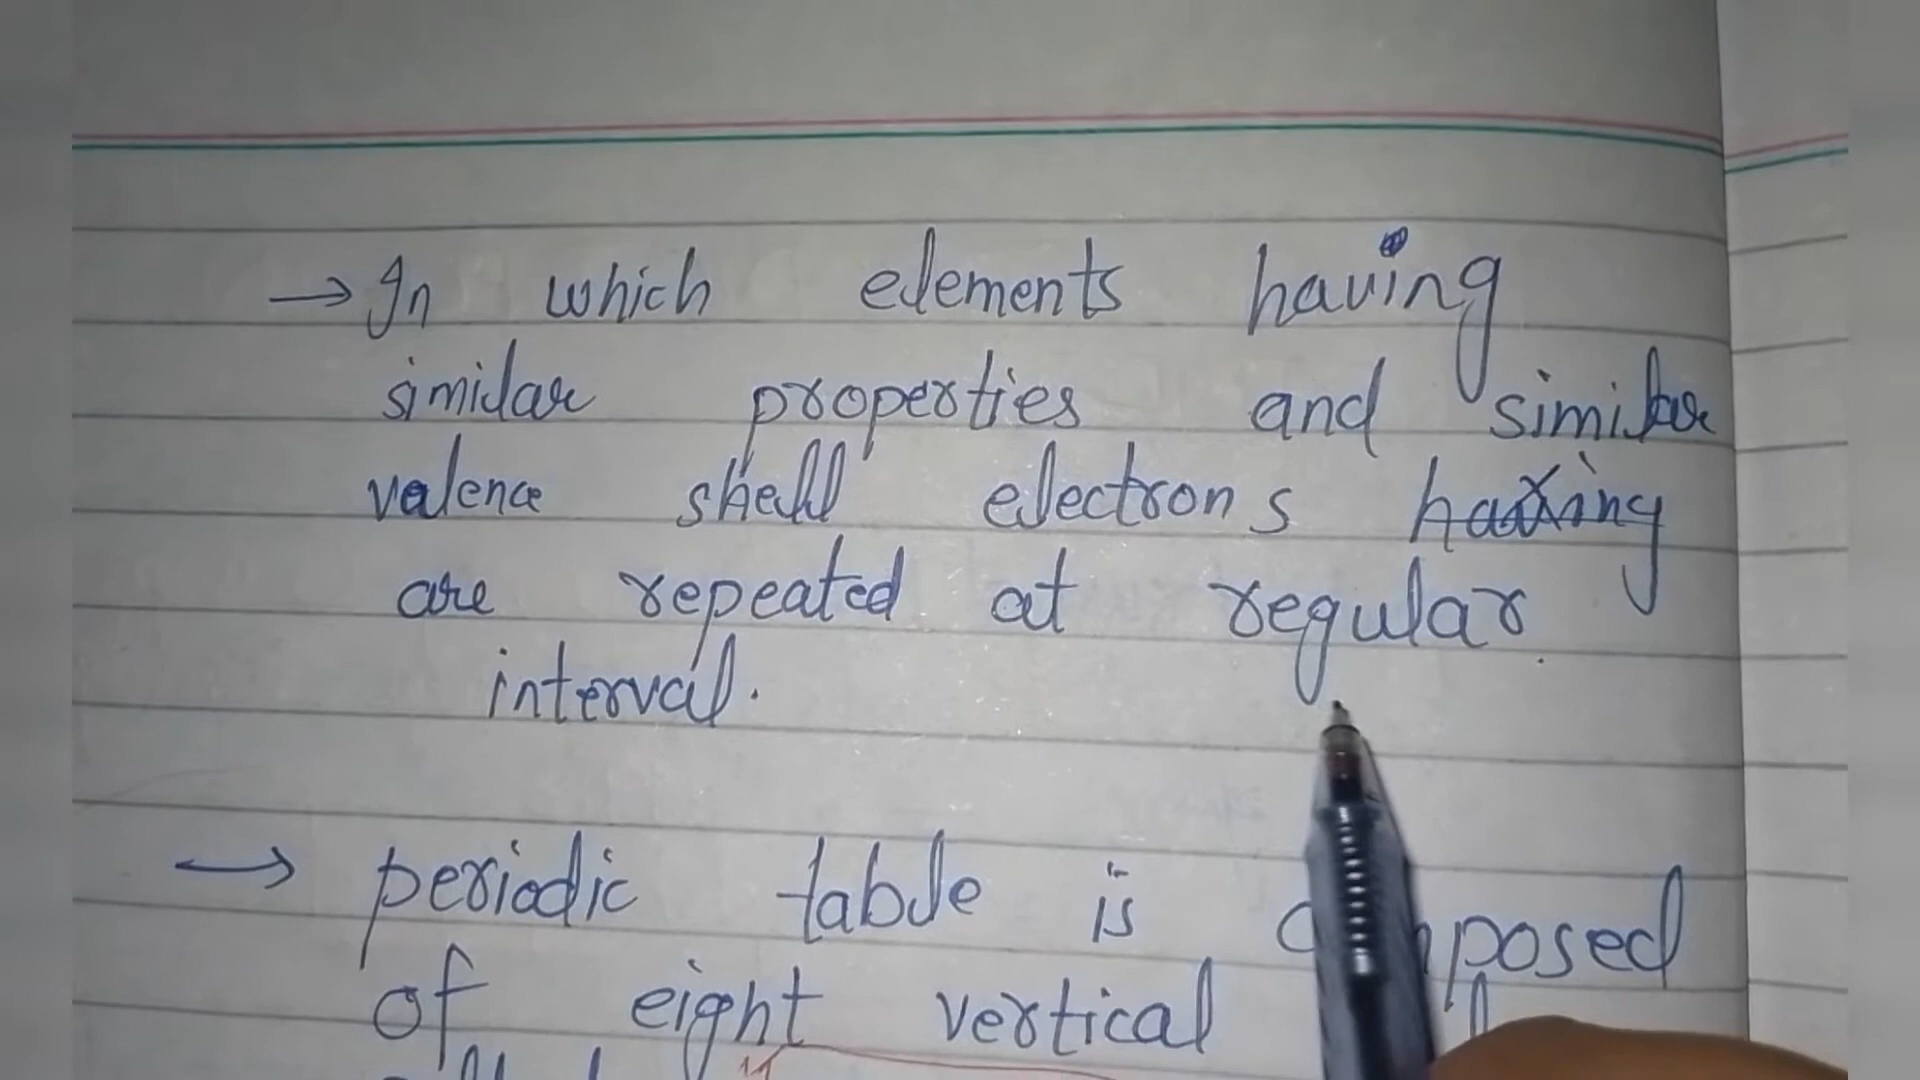 → In which elements having
similar properties and similar
valence shell electrons having
are repeated at regular
interval.
→ periodic table is composed
of eight vertical